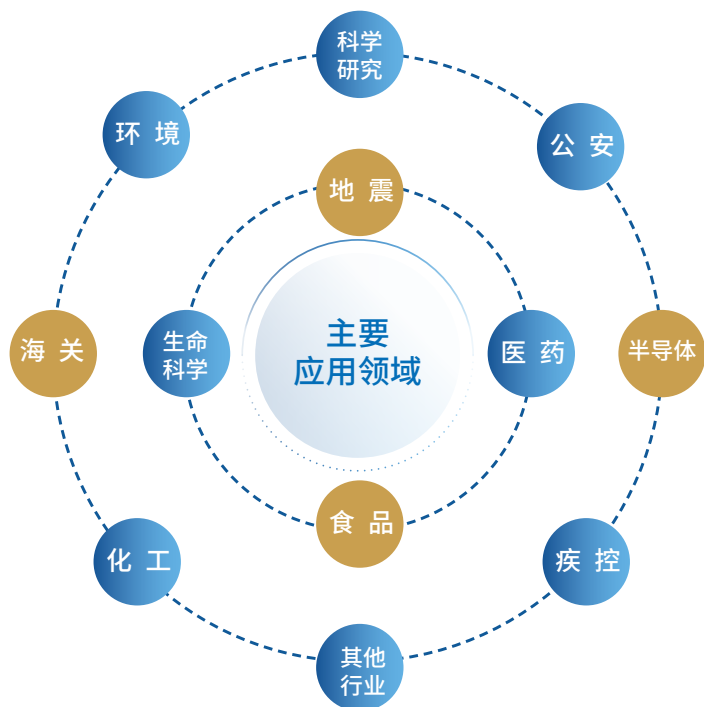 科学
研究
环 境
公 安
地 震
海 关
生命
科学
主要
应用领域
医 药
半导体
食 品
化 工
疾 控
其他
行业